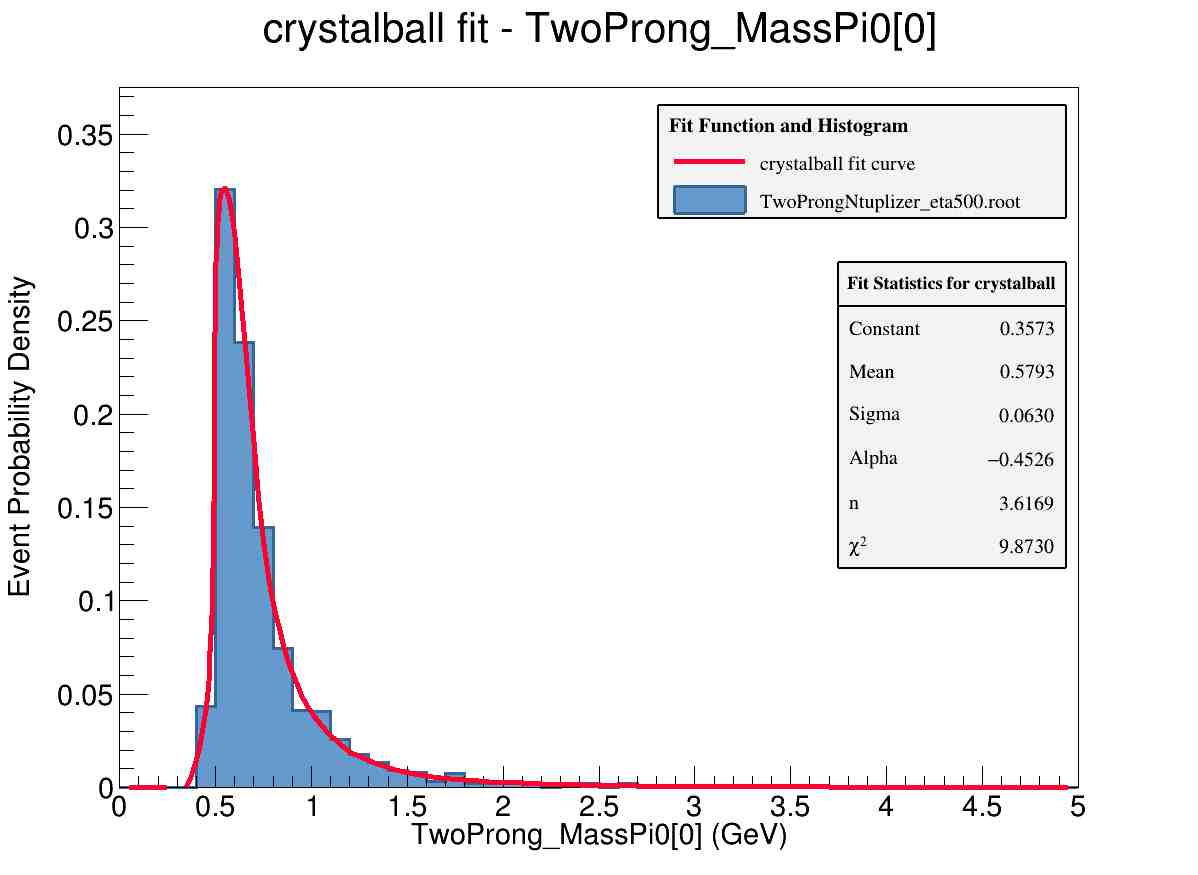 crystalball fit - TwoProng_MassPi0[0]
Fit Function and Histogram
crystalball fit curve
TwoProngNtuplizer_eta500.root
Fit Statistics for crystalball
Constant 0.3573
Mean 0.5793
Sigma 0.0630
Alpha −0.4526
n 3.6169
χ² 9.8730
Event Probability Density
0.35
0.3
0.25
0.2
0.15
0.1
0.05
0
0 0.5 1 1.5 2 2.5 3 3.5 4 4.5 5
TwoProng_MassPi0[0] (GeV)